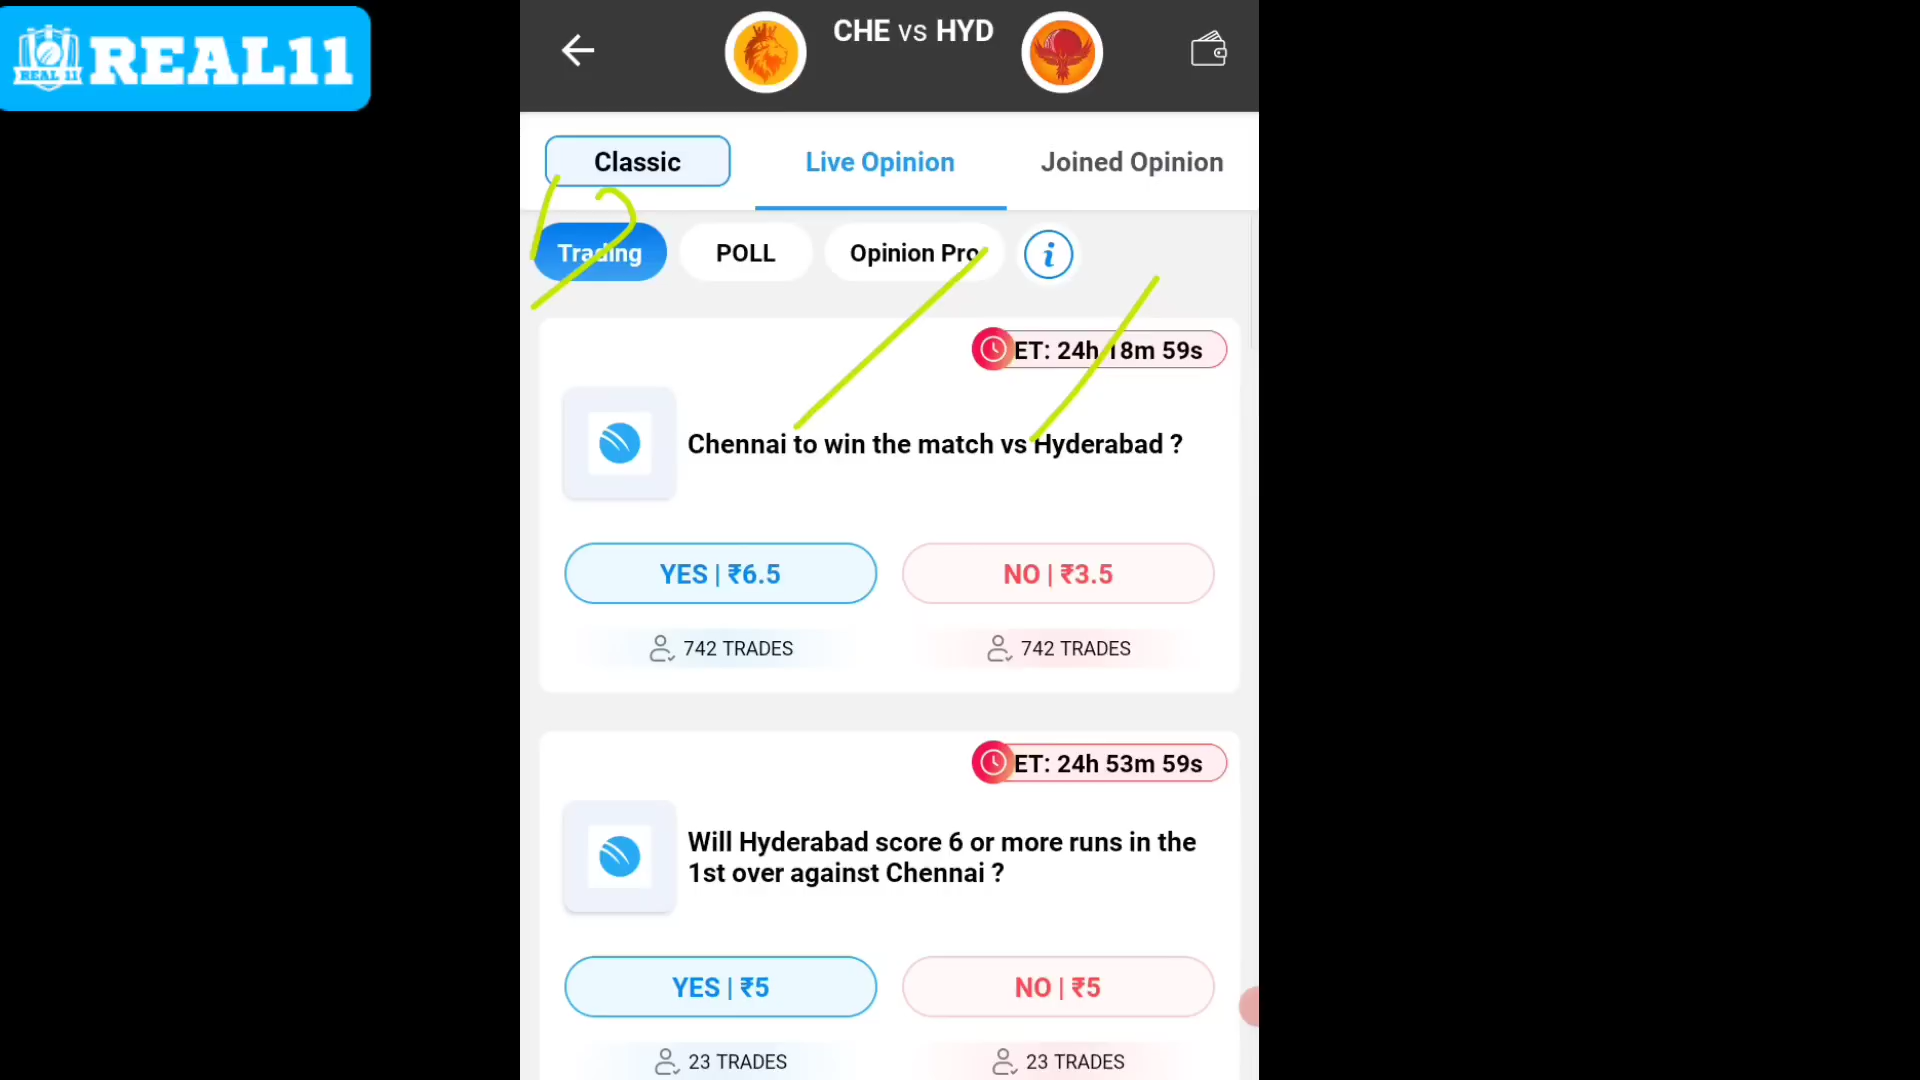 REAL 11
REAL11
CHE vs HYD
Classic
Live Opinion
Joined Opinion
Trading
POLL
Opinion Pro
i
ET: 24h 18m 59s
Chennai to win the match vs Hyderabad ?
YES | ₹6.5
NO | ₹3.5
742 TRADES
742 TRADES
ET: 24h 53m 59s
Will Hyderabad score 6 or more runs in the
1st over against Chennai ?
YES | ₹5
NO | ₹5
23 TRADES
23 TRADES